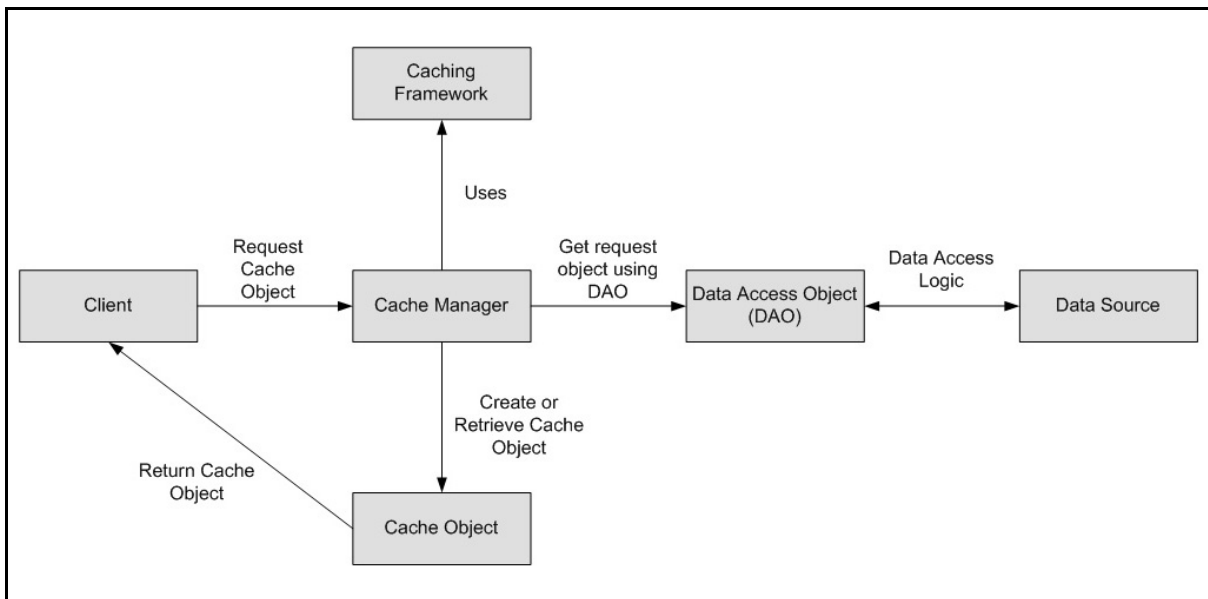 Caching
Framework
Uses
Request
Cache
Object
Get request
object using
DAO
Data Access
Logic
Client
Cache Manager
Data Access Object
(DAO)
Data Source
Create or
Retrieve Cache
Object
Return Cache
Object
Cache Object